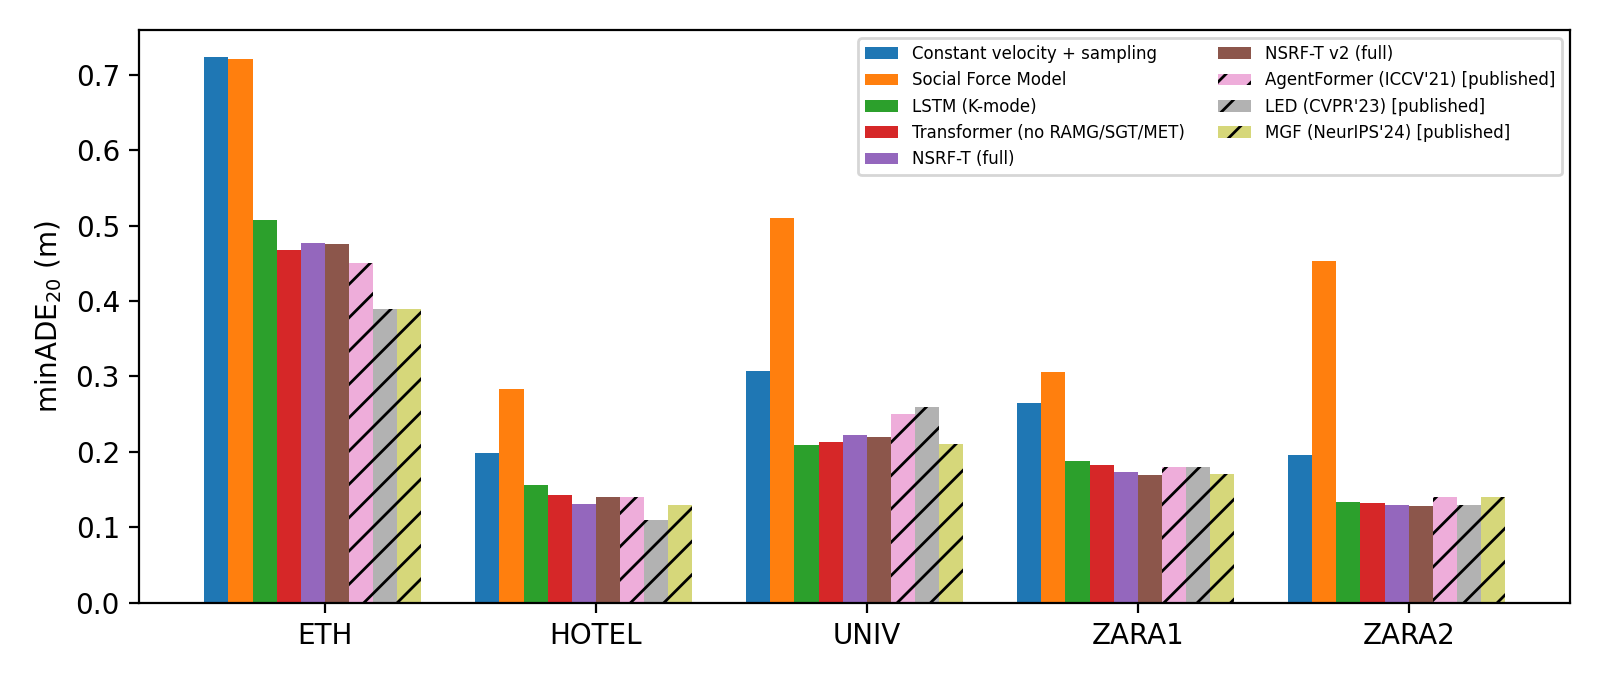 minADE20 (m)
0.7
0.6
0.5
0.4
0.3
0.2
0.1
0.0
ETH
HOTEL
UNIV
ZARA1
ZARA2
Constant velocity + sampling
Social Force Model
LSTM (K-mode)
Transformer (no RAMG/SGT/MET)
NSRF-T (full)
NSRF-T v2 (full)
AgentFormer (ICCV'21) [published]
LED (CVPR'23) [published]
MGF (NeurIPS'24) [published]